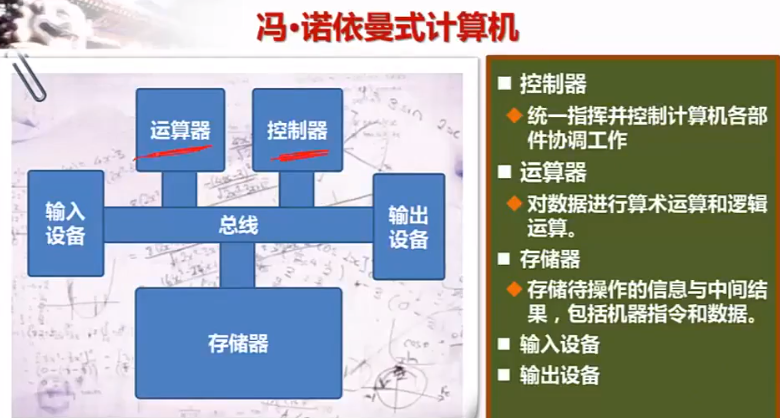 冯·诺依曼式计算机
运算器
控制器
输入
设备
总线
输出
设备
存储器
■ 控制器
◆ 统一指挥并控制计算机各部
件协调工作
■ 运算器
◆ 对数据进行算术运算和逻辑
运算。
■ 存储器
◆ 存储待操作的信息与中间结
果，包括机器指令和数据。
■ 输入设备
■ 输出设备